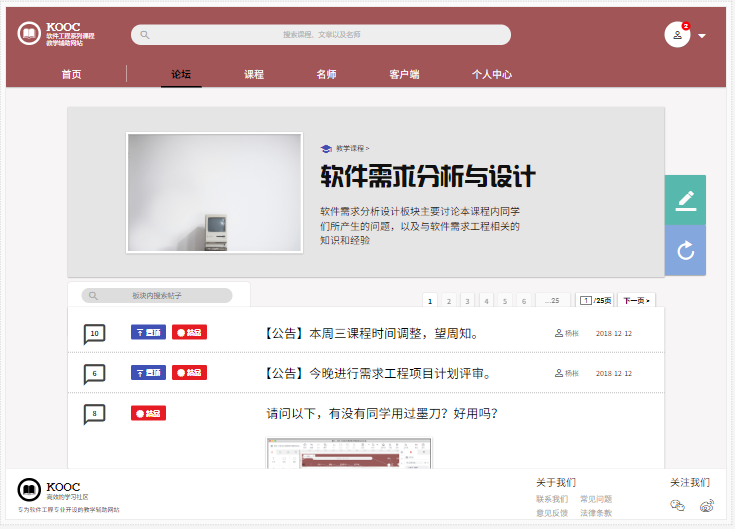 KOOC
软件工程系列课程
教学辅助网站
搜索课程、文章以及名师
2
首页
论坛
课程
名师
客户端
个人中心
教学课程 >
软件需求分析与设计
软件需求分析设计板块主要讨论本课程内同学
们所产生的问题，以及与软件需求工程相关的
知识和经验
板块内搜索帖子
1 2 3 4 5 6 ...25 1 /25页 下一页 >
10 置顶 精品 【公告】本周三课程时间调整，望周知。 杨枨 2018-12-12
6 置顶 精品 【公告】今晚进行需求工程项目计划评审。 杨枨 2018-12-12
8 精品 请问以下，有没有同学用过墨刀？好用吗？
KOOC
高效的学习社区
专为软件工程专业开设的教学辅助网站
关于我们
联系我们 常见问题
意见反馈 法律条款
关注我们